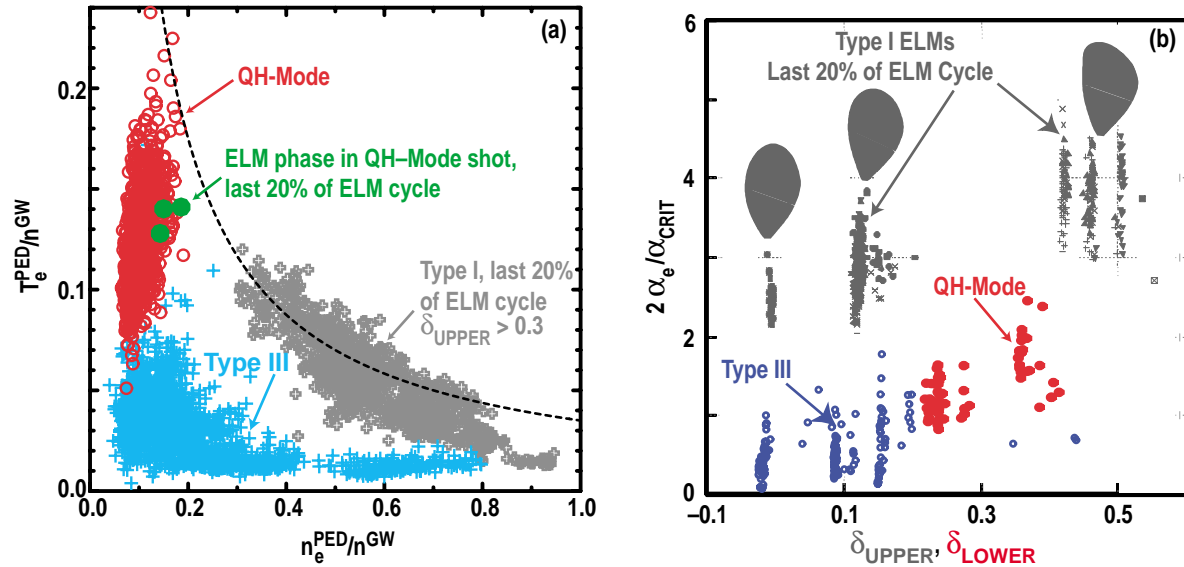 (a)
QH-Mode
ELM phase in QH–Mode shot,
last 20% of ELM cycle
Type I, last 20%
of ELM cycle
δUPPER > 0.3
Type III
0.2
0.1
0.0
TePED/nGW
0.0 0.2 0.4 0.6 0.8 1.0
nePED/nGW
(b)
Type I ELMs
Last 20% of ELM Cycle
QH-Mode
Type III
6
4
2
0
2 αe/αCRIT
–0.1 0.1 0.3 0.5
δUPPER, δLOWER